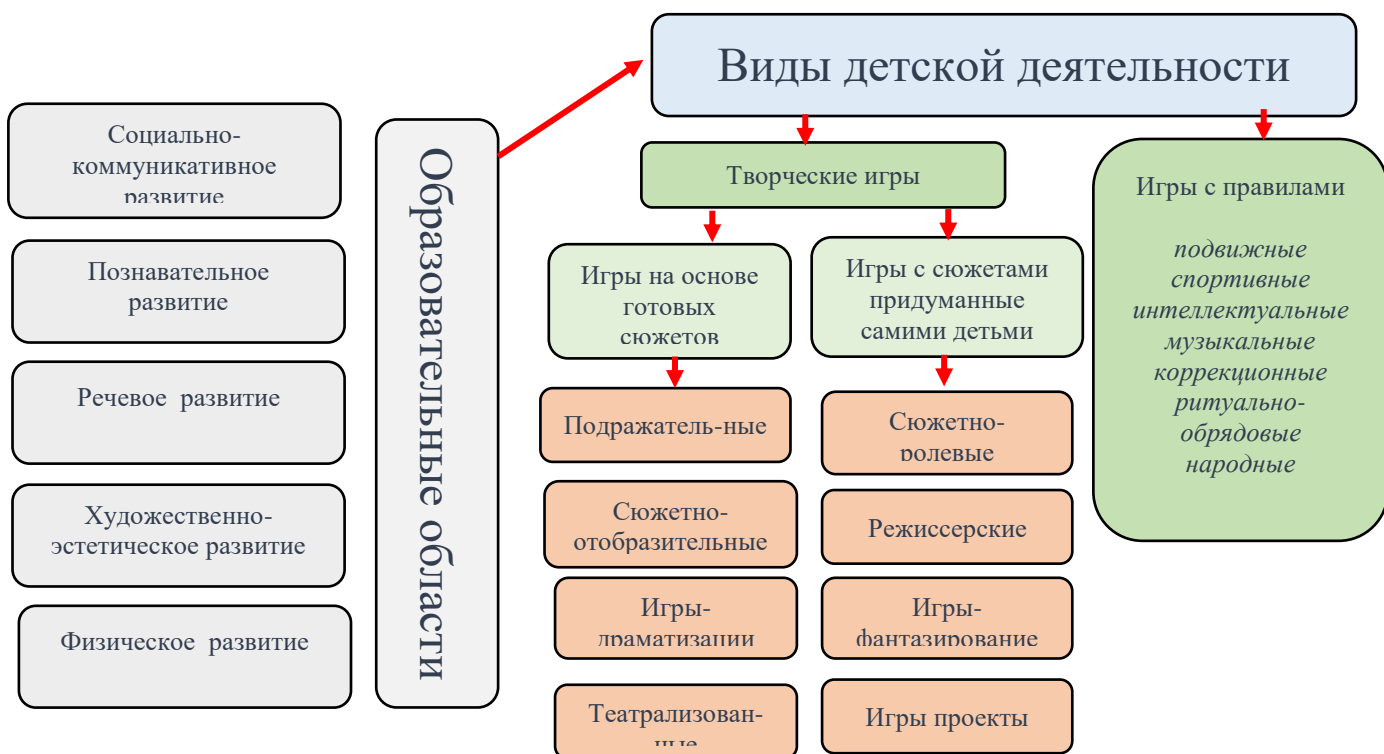 Виды детской деятельности
Социально-
коммуникативное
развитие
Познавательное
развитие
Речевое развитие
Художественно-
эстетическое развитие
Физическое развитие
Образовательные области
Творческие игры
Игры на основе
готовых
сюжетов
Подражатель-ные
Сюжетно-
отобразительные
Игры-
драматизации
Театрализован-
ные
Игры с сюжетами
придуманные
самими детьми
Сюжетно-
ролевые
Режиссерские
Игры-
фантазирование
Игры проекты
Игры с правилами
подвижные
спортивные
интеллектуальные
музыкальные
коррекционные
ритуально-
обрядовые
народные